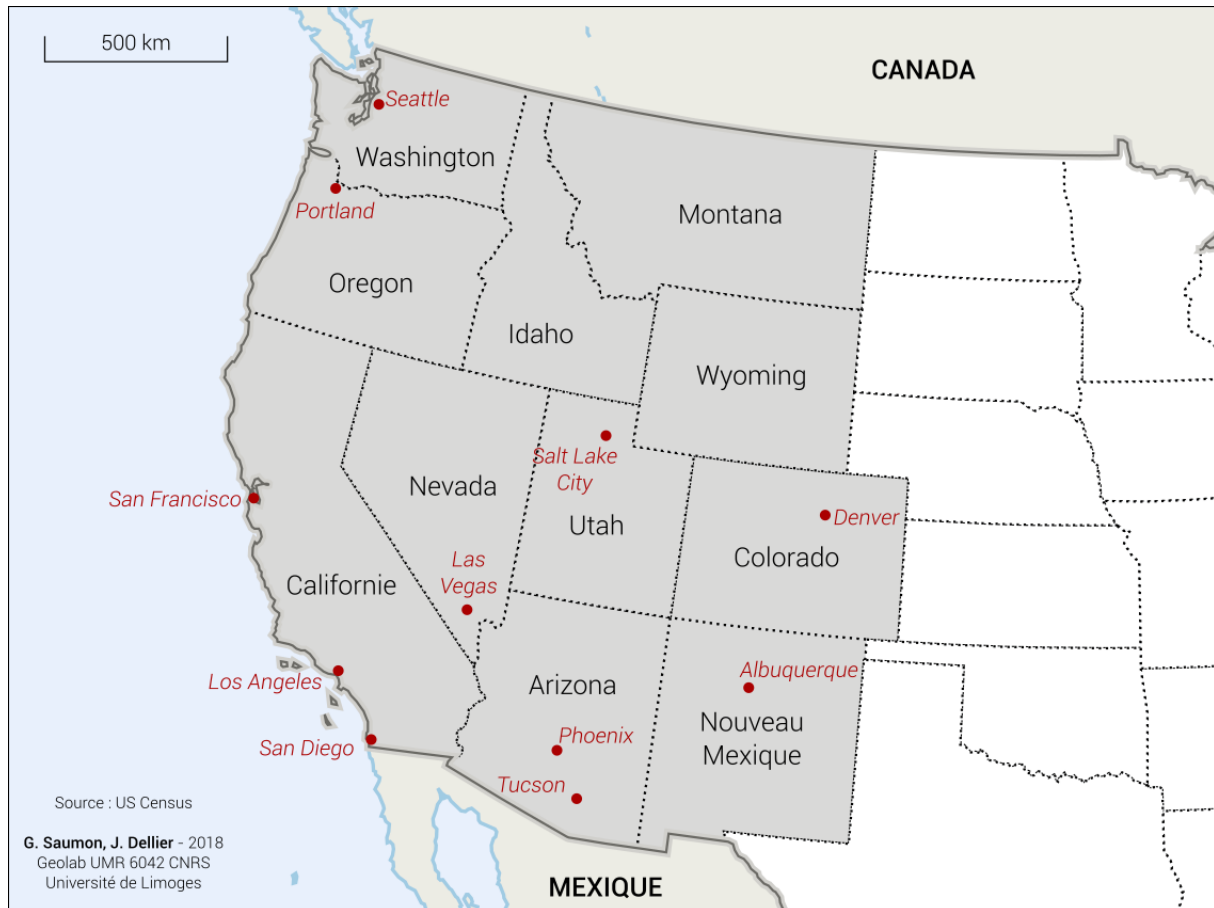 500 km
CANADA
Seattle
Washington
Portland
Montana
Oregon
Idaho
Wyoming
Salt Lake
City
Nevada
San Francisco
Utah
Denver
Colorado
Las
Vegas
Californie
Los Angeles
Arizona
Albuquerque
Nouveau
Mexique
Phoenix
San Diego
Tucson
Source : US Census
G. Saumon, J. Dellier - 2018
Geolab UMR 6042 CNRS
Université de Limoges
MEXIQUE